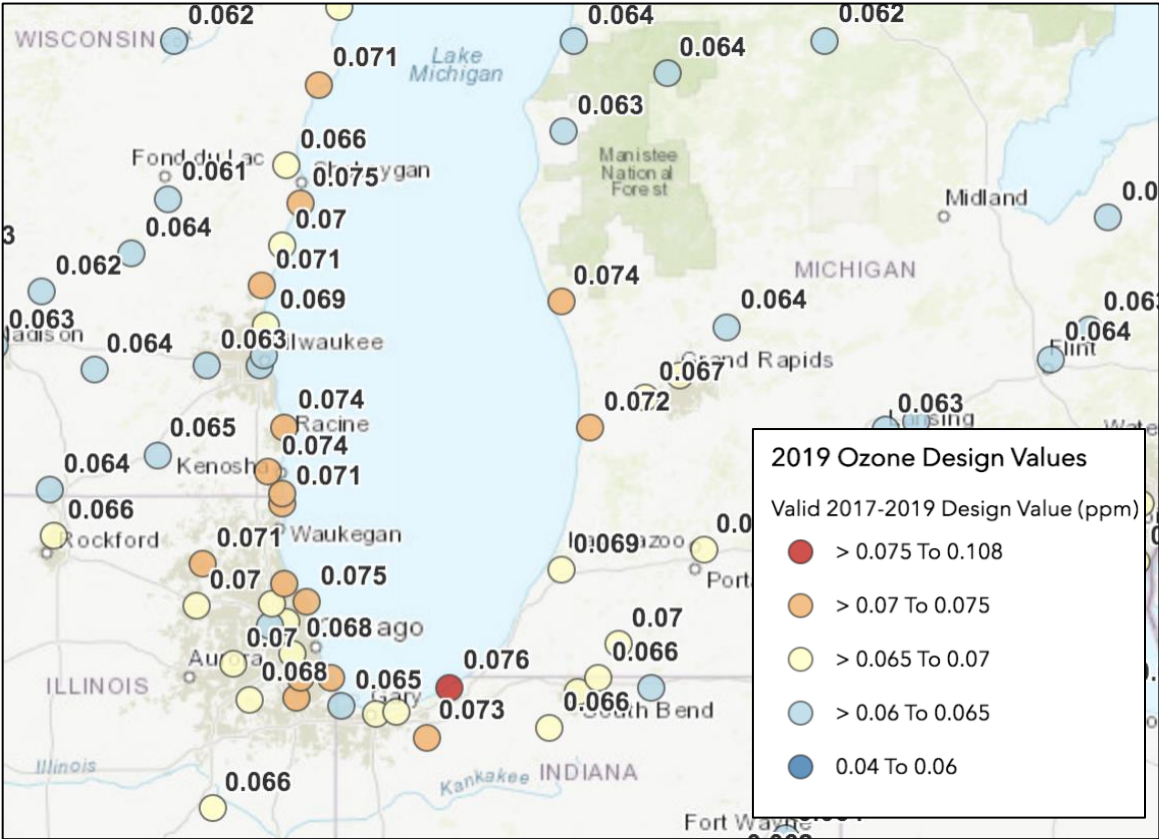 0.062
0.064
0.062
WISCONSIN
0.071
Lake
Michigan
0.064
0.063
0.066
Fond du Lac
0.061
0.075
Manistee
National
Forest
Midland
0.07
0.064
0.062
0.071
MICHIGAN
0.074
0.069
0.064
0.063
0.064
0.063
0.064
Flint
Grand Rapids
0.067
0.074
0.072
0.063
Racine
0.065
0.074
Kenosha
0.064
0.071
0.066
Rockford
Waukegan
0.071
0.069
0.07
0.075
0.07
0.068
0.07
0.066
Aurora
0.076
ILLINOIS
0.068
0.065
Gary
0.073
0.066
South Bend
Illinois
0.066
Kankakee
INDIANA
Fort Wayne
2019 Ozone Design Values
Valid 2017-2019 Design Value (ppm)
> 0.075 To 0.108
> 0.07 To 0.075
> 0.065 To 0.07
> 0.06 To 0.065
0.04 To 0.06